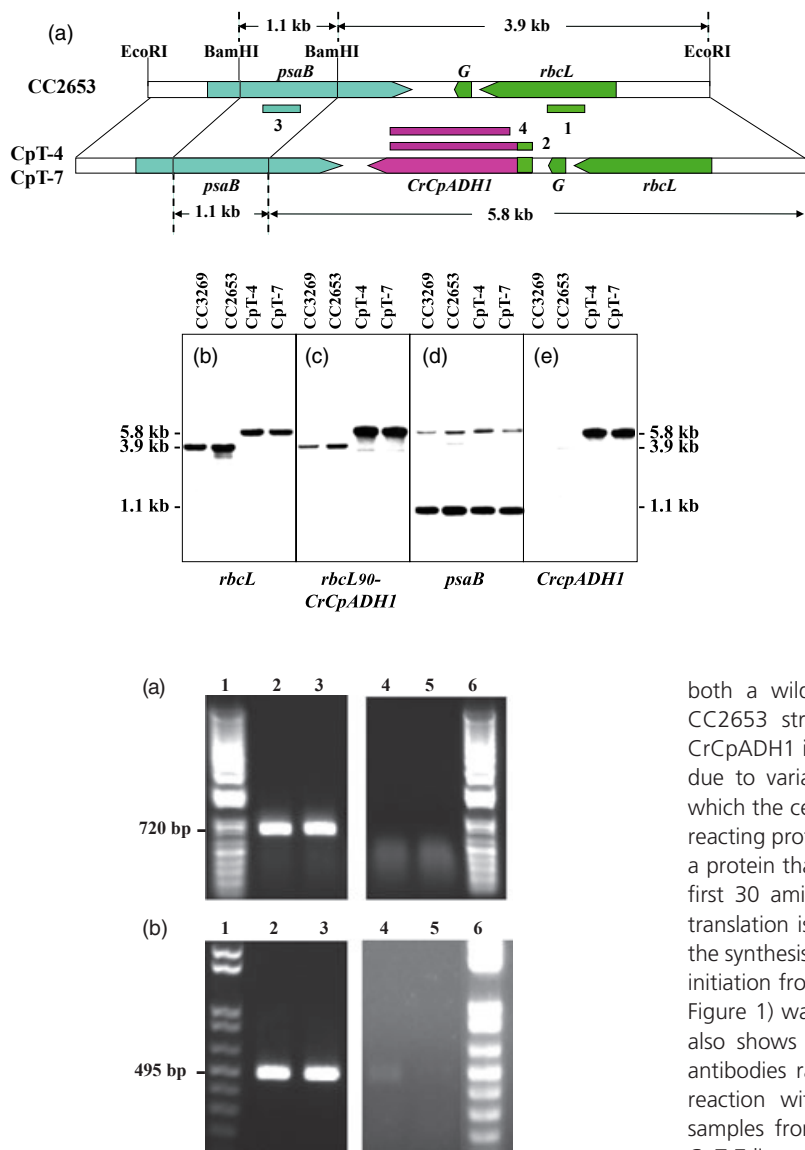 (a)
1.1 kb 3.9 kb
EcoRI BamHI BamHI EcoRI
CC2653 psaB G rbcL
3 4 1
2
CpT-4
CpT-7
psaB CrCpADH1 G rbcL
1.1 kb 5.8 kb
CC3269 CC2653 CpT-4 CpT-7 CC3269 CC2653 CpT-4 CpT-7 CC3269 CC2653 CpT-4 CpT-7 CC3269 CC2653 CpT-4 CpT-7
(b) (c) (d) (e)
5.8 kb - - 5.8 kb
3.9 kb - - 3.9 kb
1.1 kb - - 1.1 kb
rbcL rbcL90- psaB CrcpADH1
CrCpADH1
(a) 1 2 3 4 5 6
720 bp
(b) 1 2 3 4 5 6
495 bp
both a wild
CC2653 str
CrCpADH1 i
due to varia
which the ce
reacting prot
a protein tha
first 30 ami
translation is
the synthesis
initiation fro
Figure 1) wa
also shows
antibodies ra
reaction wit
samples from